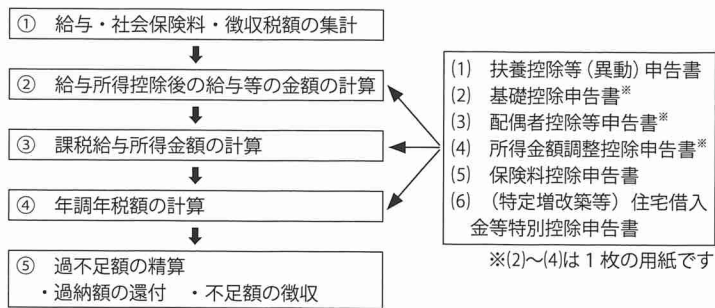 ① 給与・社会保険料・徴収税額の集計
② 給与所得控除後の給与等の金額の計算
③ 課税給与所得金額の計算
④ 年調年税額の計算
⑤ 過不足額の精算
・過納額の還付 ・不足額の徴収
(1) 扶養控除等(異動)申告書
(2) 基礎控除申告書※
(3) 配偶者控除等申告書※
(4) 所得金額調整控除申告書※
(5) 保険料控除申告書
(6) (特定増改築等)住宅借入
金等特別控除申告書
※(2)~(4)は1枚の用紙です